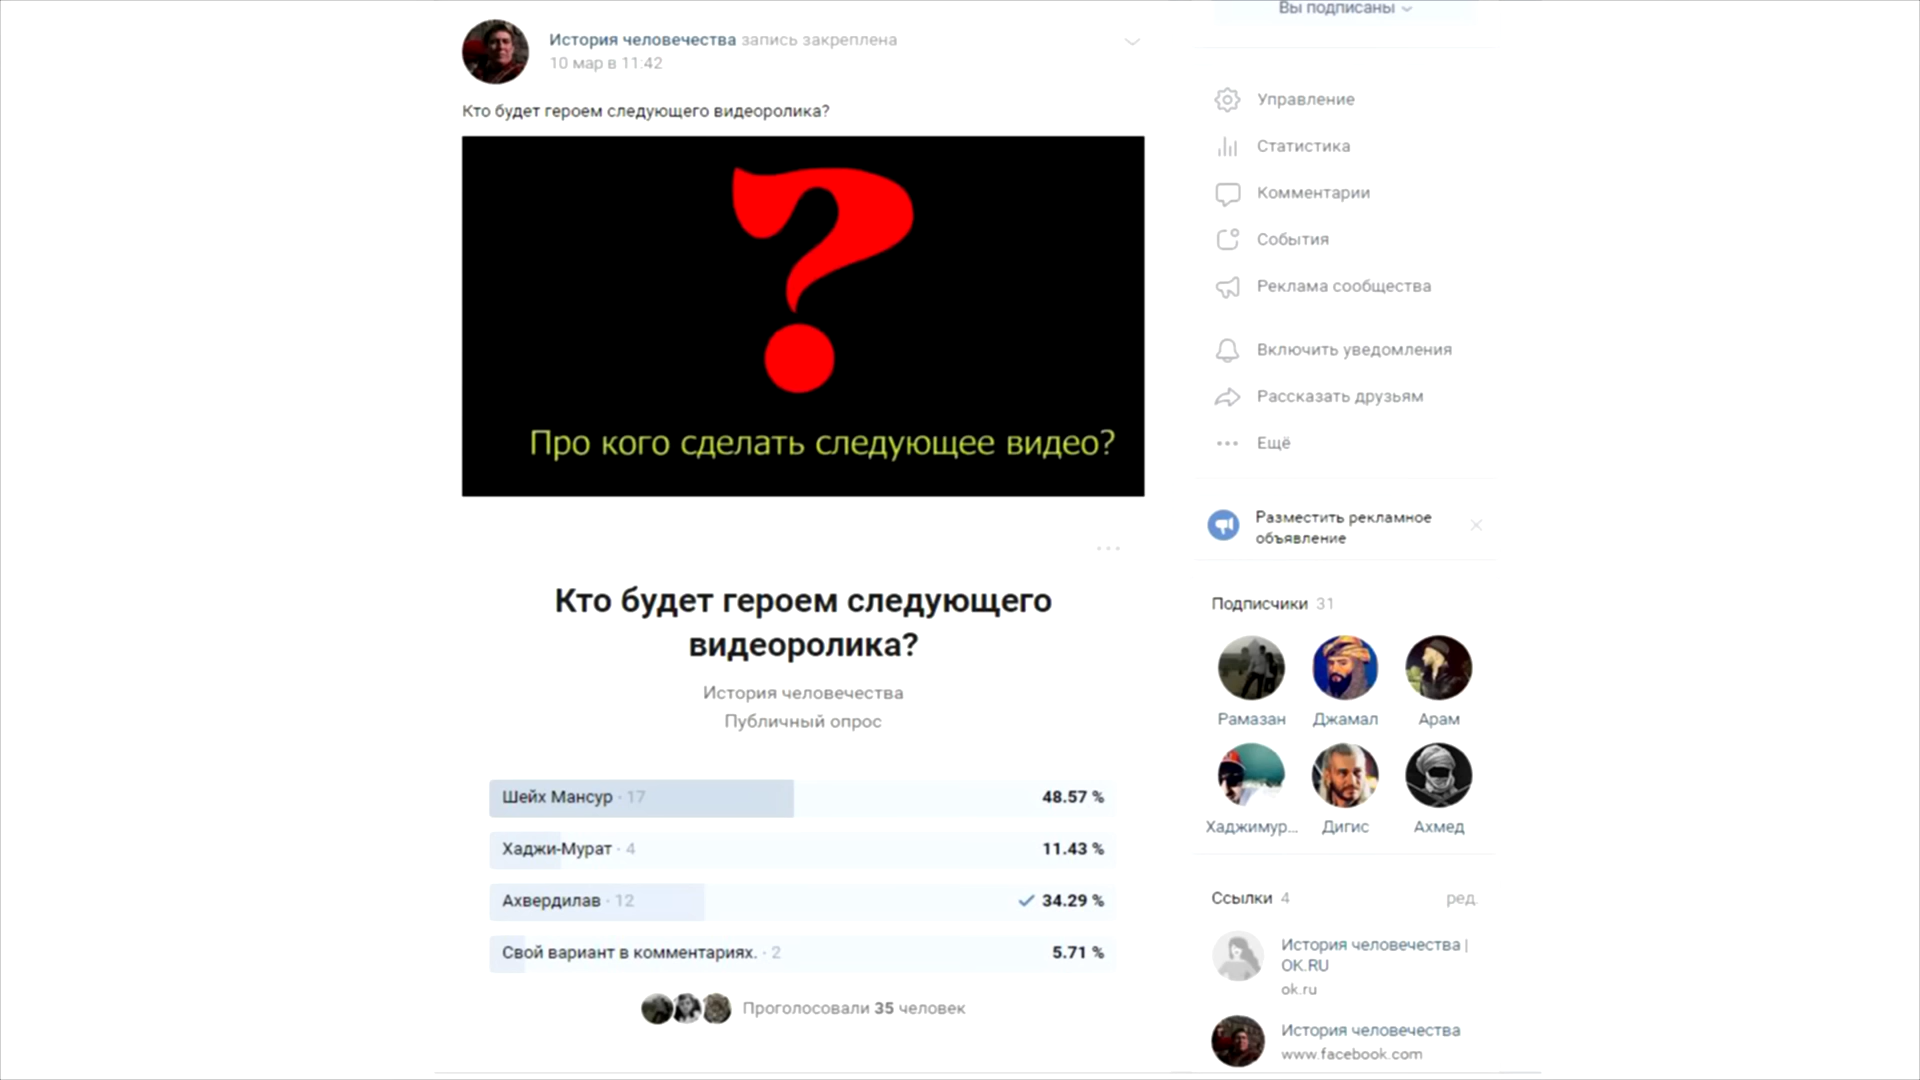 История человечества запись закреплена
10 мар в 11:42
Кто будет героем следующего видеоролика?
Про кого сделать следующее видео?
Кто будет героем следующего
видеоролика?
История человечества
Публичный опрос
Шейх Мансур · 17 48.57 %
Хаджи-Мурат · 4 11.43 %
Ахвердилав · 12 34.29 %
Свой вариант в комментариях. · 2 5.71 %
Проголосовали 35 человек
Вы подписаны
Управление
Статистика
Комментарии
События
Реклама сообщества
Включить уведомления
Рассказать друзьям
Ещё
Разместить рекламное
объявление
Подписчики 31
Рамазан Джамал Арам
Хаджимур... Дигис Ахмед
Ссылки 4 ред.
История человечества |
OK.RU
ok.ru
История человечества
www.facebook.com